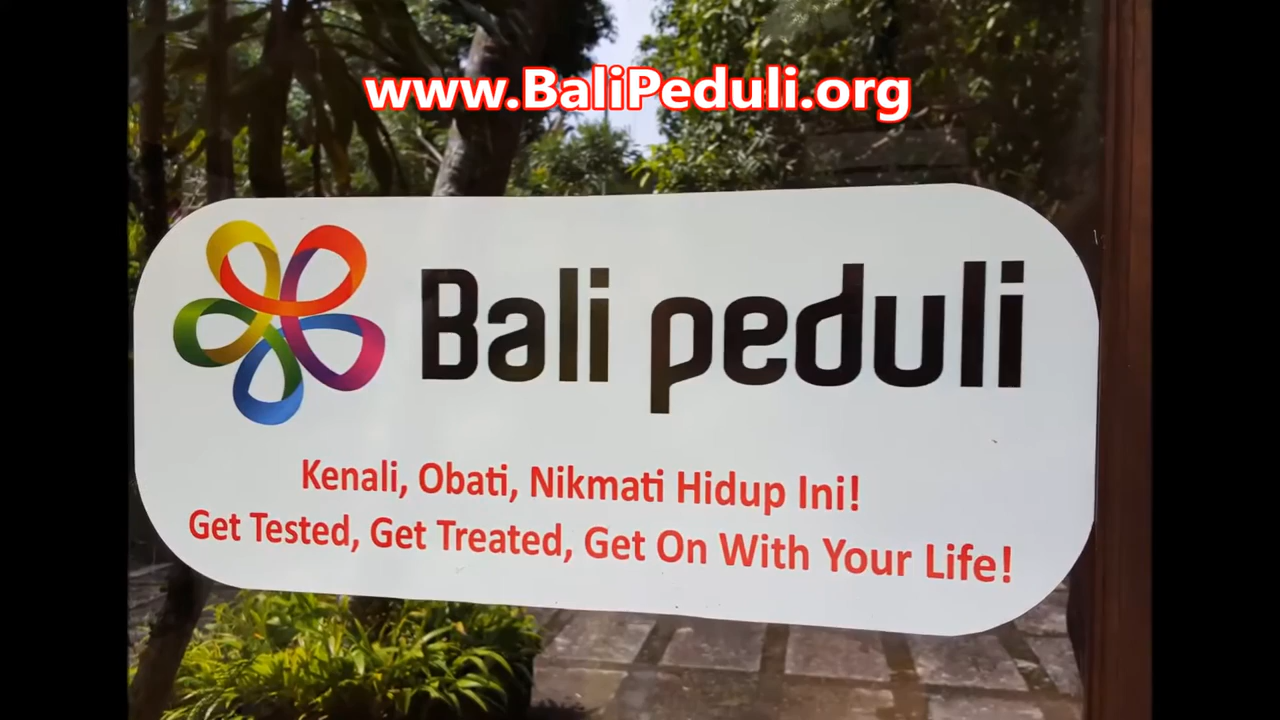 www.BaliPeduli.org
Bali peduli
Kenali, Obati, Nikmati Hidup Ini!
Get Tested, Get Treated, Get On With Your Life!